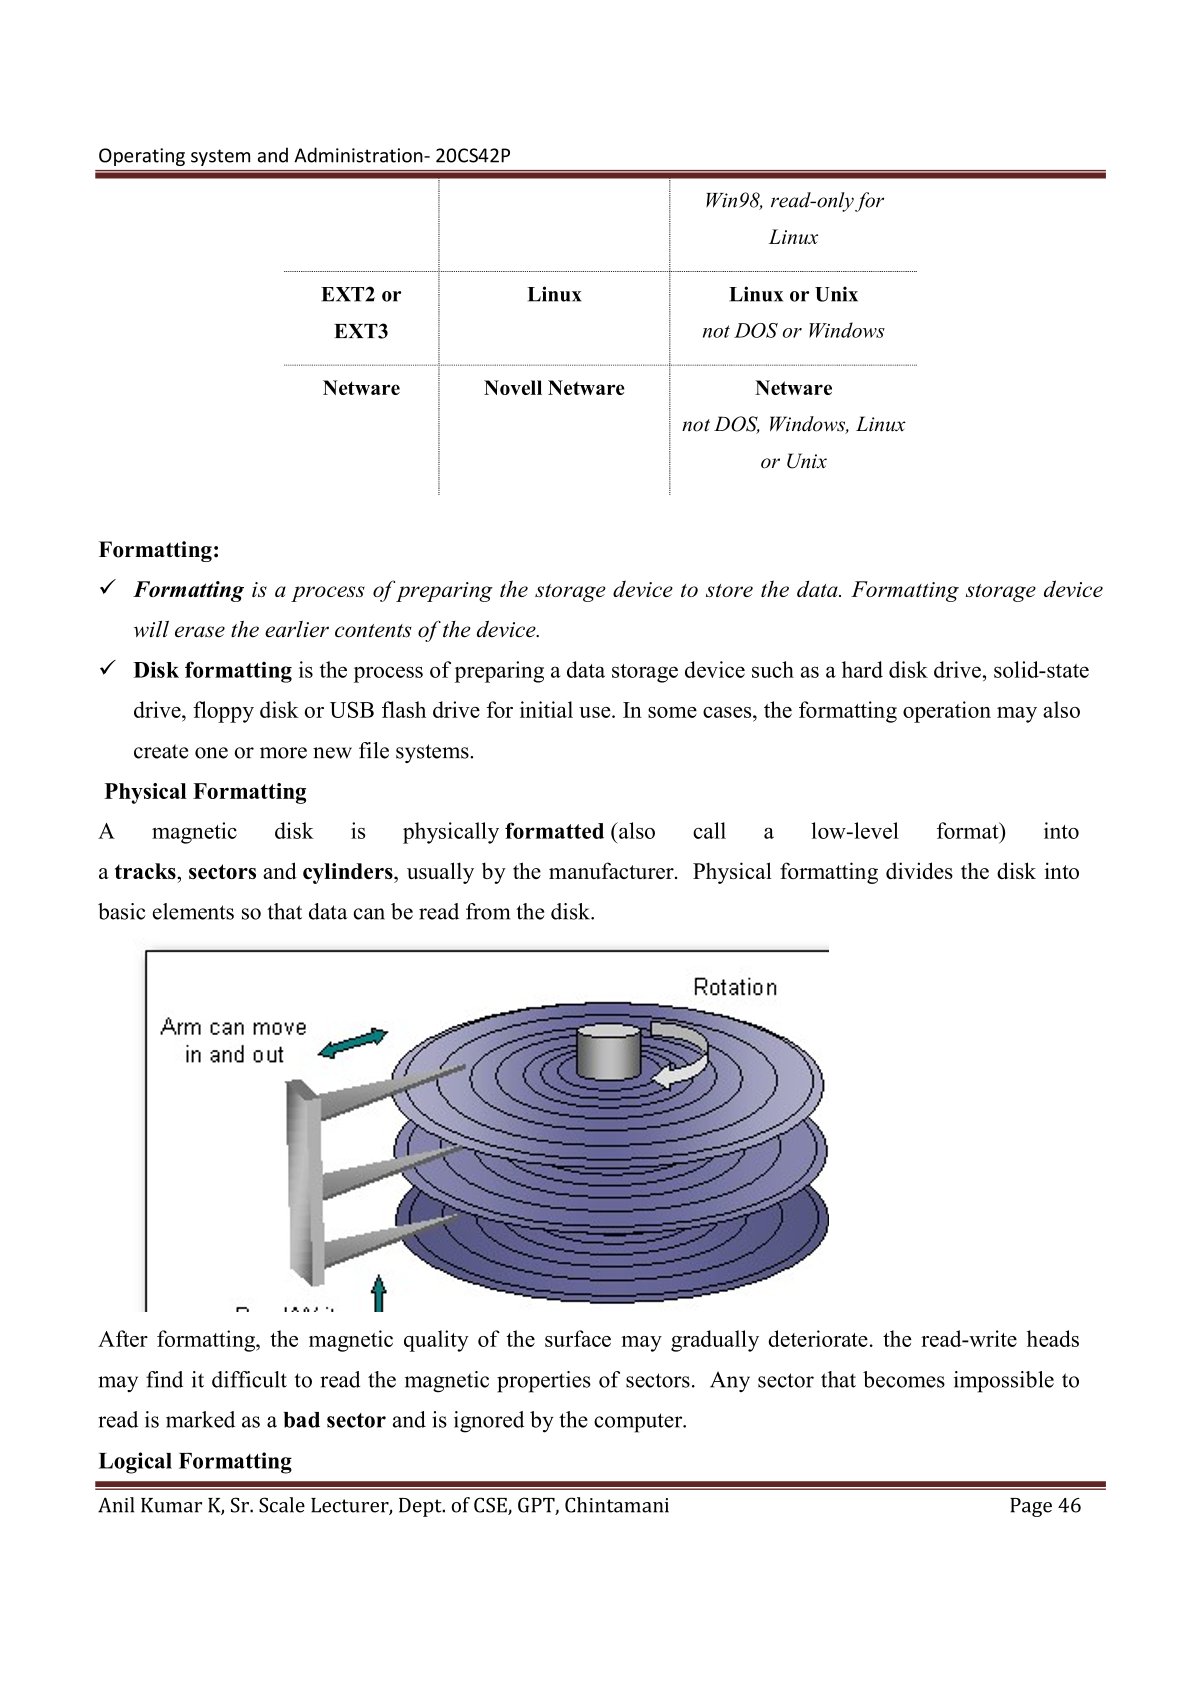 Operating system and Administration- 20CS42P
Win98, read-only for
Linux
EXT2 or Linux Linux or Unix
EXT3 not DOS or Windows
Netware Novell Netware Netware
not DOS, Windows, Linux
or Unix
Formatting:
✓ Formatting is a process of preparing the storage device to store the data. Formatting storage device
will erase the earlier contents of the device.
✓ Disk formatting is the process of preparing a data storage device such as a hard disk drive, solid-state
drive, floppy disk or USB flash drive for initial use. In some cases, the formatting operation may also
create one or more new file systems.
Physical Formatting
A magnetic disk is physically formatted (also call a low-level format) into
a tracks, sectors and cylinders, usually by the manufacturer. Physical formatting divides the disk into
basic elements so that data can be read from the disk.
Rotation
Arm can move
in and out
After formatting, the magnetic quality of the surface may gradually deteriorate. the read-write heads
may find it difficult to read the magnetic properties of sectors. Any sector that becomes impossible to
read is marked as a bad sector and is ignored by the computer.
Logical Formatting
Anil Kumar K, Sr. Scale Lecturer, Dept. of CSE, GPT, Chintamani Page 46